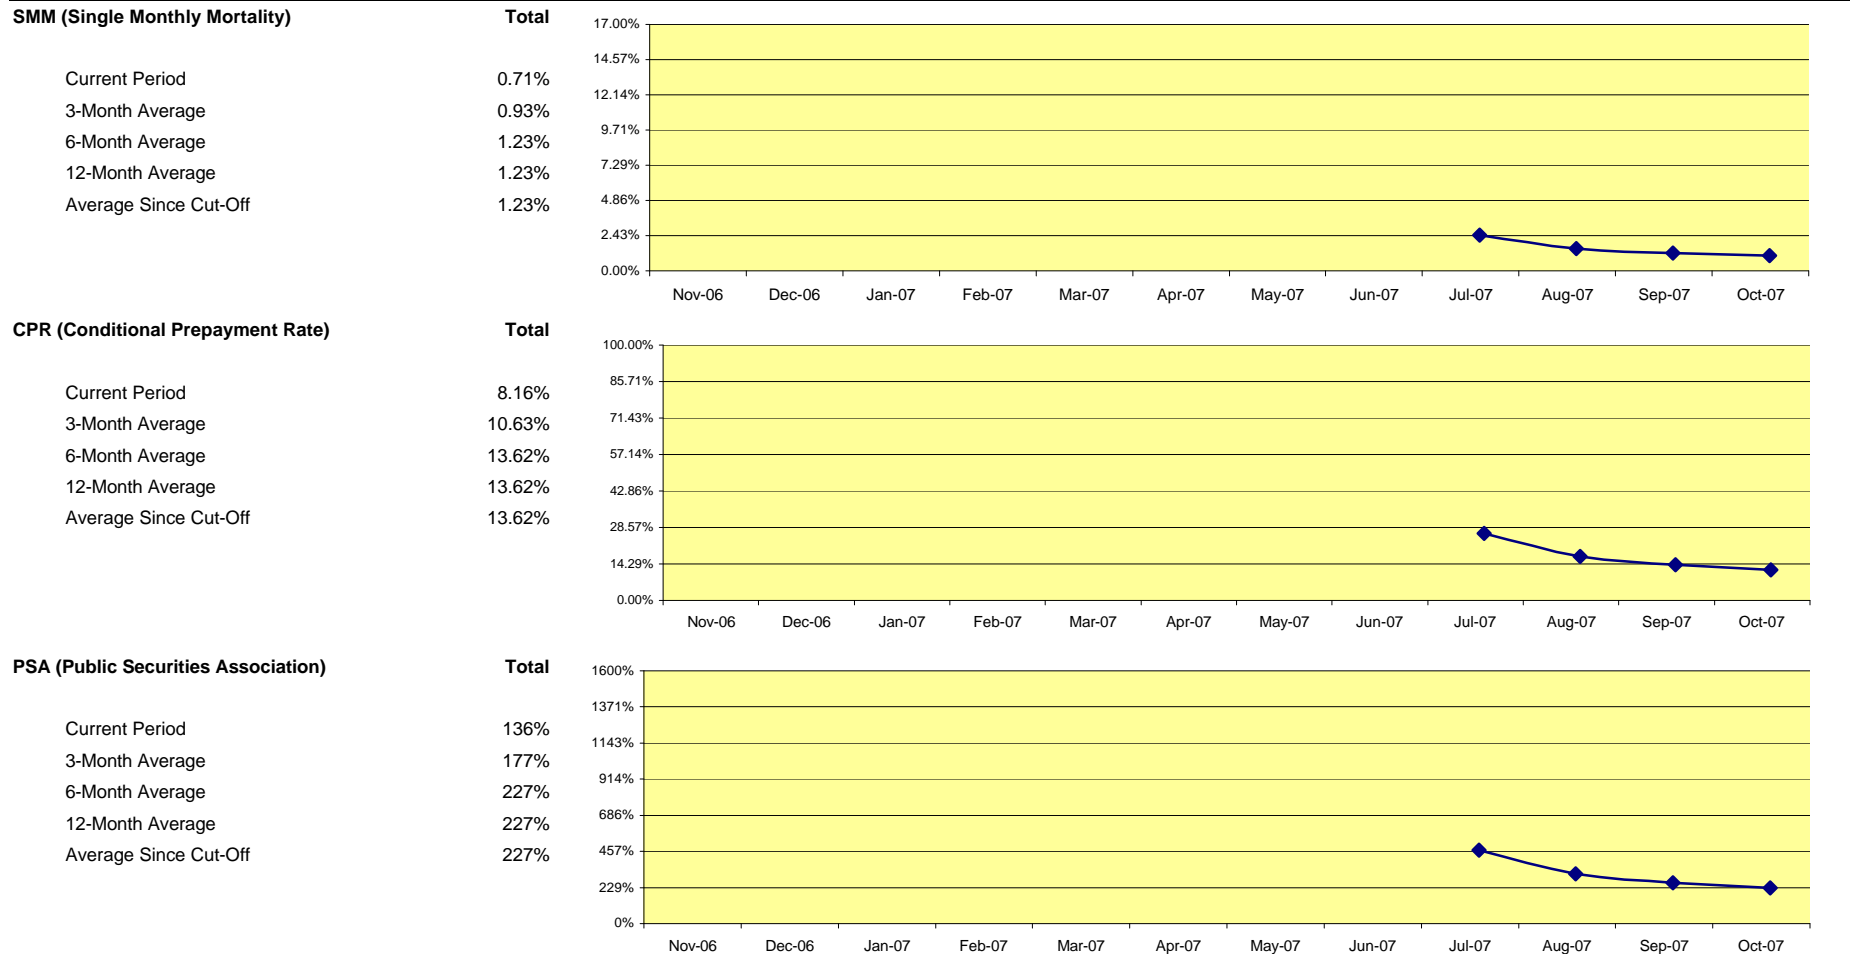 SMM (Single Monthly Mortality) Total
Current Period 0.71%
3-Month Average 0.93%
6-Month Average 1.23%
12-Month Average 1.23%
Average Since Cut-Off 1.23%
17.00%
14.57%
12.14%
9.71%
7.29%
4.86%
2.43%
0.00%
Nov-06 Dec-06 Jan-07 Feb-07 Mar-07 Apr-07 May-07 Jun-07 Jul-07 Aug-07 Sep-07 Oct-07
CPR (Conditional Prepayment Rate) Total
Current Period 8.16%
3-Month Average 10.63%
6-Month Average 13.62%
12-Month Average 13.62%
Average Since Cut-Off 13.62%
100.00%
85.71%
71.43%
57.14%
42.86%
28.57%
14.29%
0.00%
Nov-06 Dec-06 Jan-07 Feb-07 Mar-07 Apr-07 May-07 Jun-07 Jul-07 Aug-07 Sep-07 Oct-07
PSA (Public Securities Association) Total
Current Period 136%
3-Month Average 177%
6-Month Average 227%
12-Month Average 227%
Average Since Cut-Off 227%
1600%
1371%
1143%
914%
686%
457%
229%
0%
Nov-06 Dec-06 Jan-07 Feb-07 Mar-07 Apr-07 May-07 Jun-07 Jul-07 Aug-07 Sep-07 Oct-07